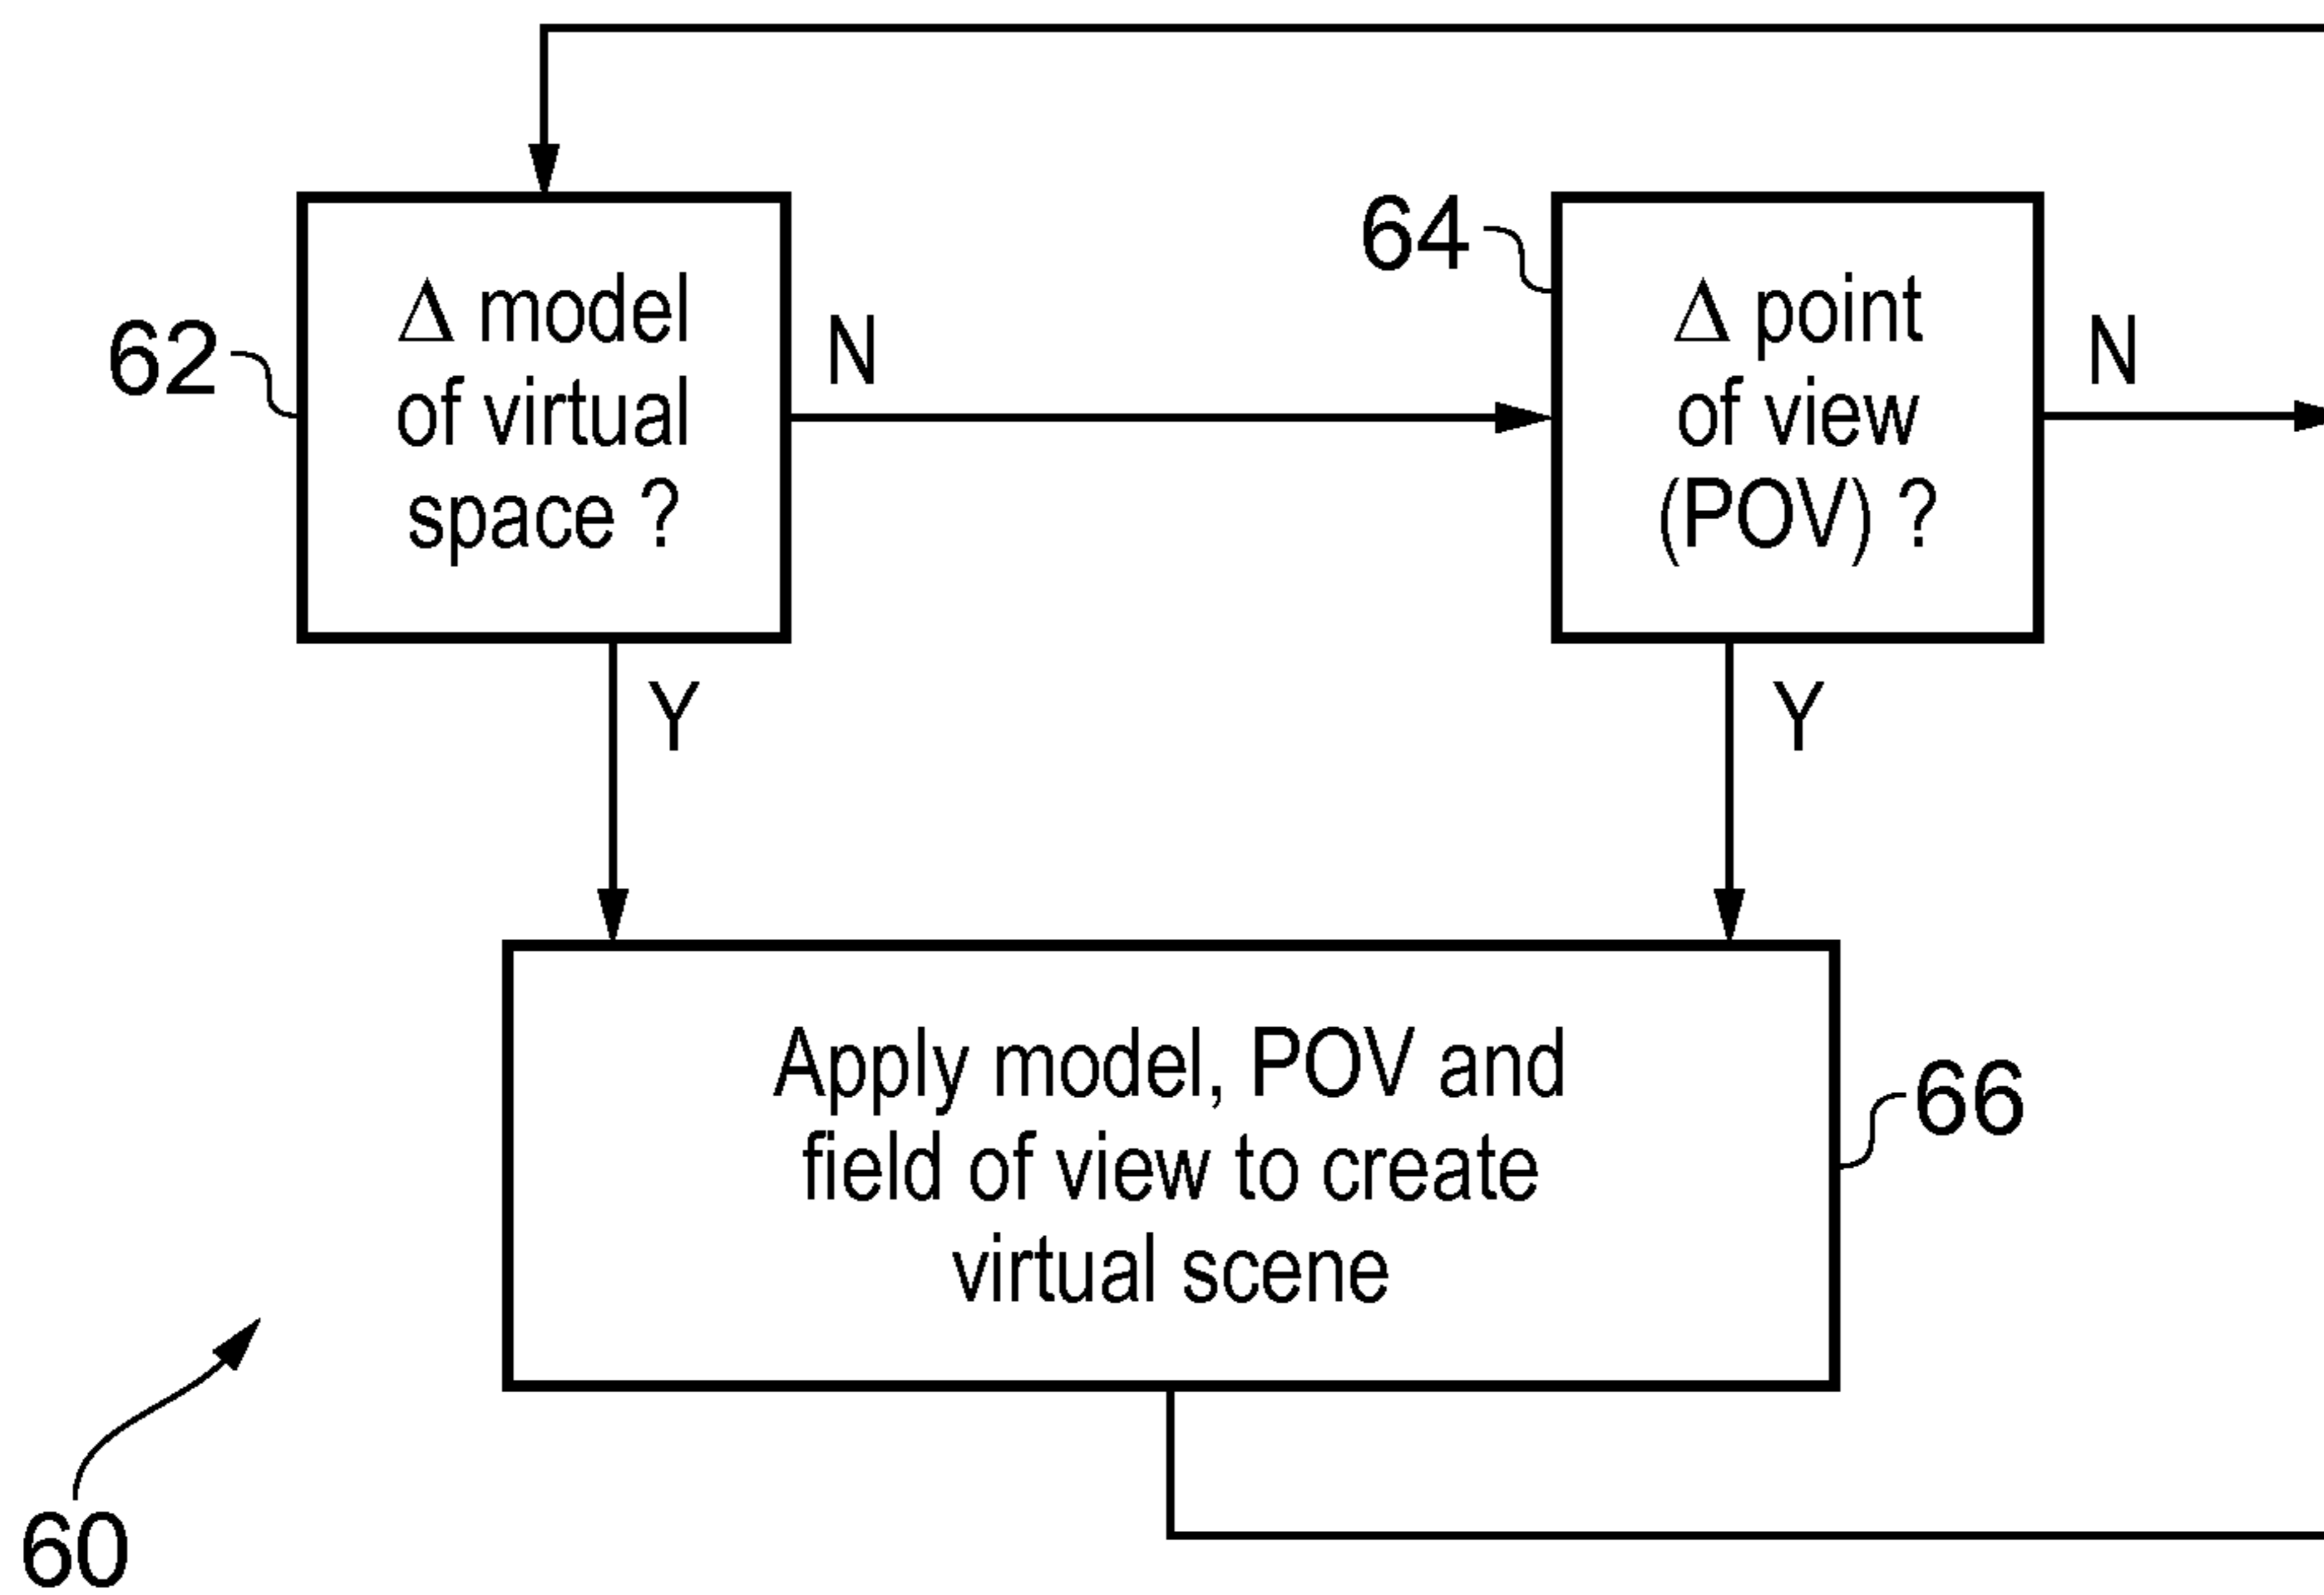 62
Δ model
of virtual
space ?
N
Y
64
Δ point
of view
(POV) ?
N
Y
Apply model, POV and
field of view to create
virtual scene
66
60